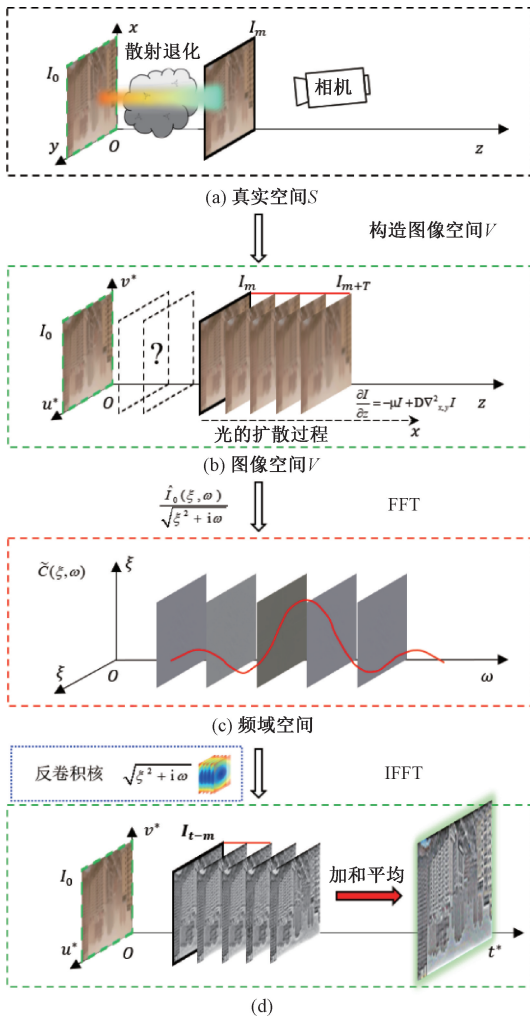 x
散射退化
I_m
I_0
相机
y
O
z
(a) 真实空间S
构造图像空间V
v*
I_m
I_{m+T}
I_0
?
u*
O
z
∂I/∂z=-μI+D∇²_{x,y}I
光的扩散过程
x
(b) 图像空间V
Î_0(ξ,ω)/√(ξ²+iω)
FFT
C̃(ξ,ω)
ξ
ξ
O
ω
(c) 频域空间
反卷积核 √(ξ²+iω)
IFFT
v*
I_{t-m}
I_0
加和平均
u*
O
t*
(d)